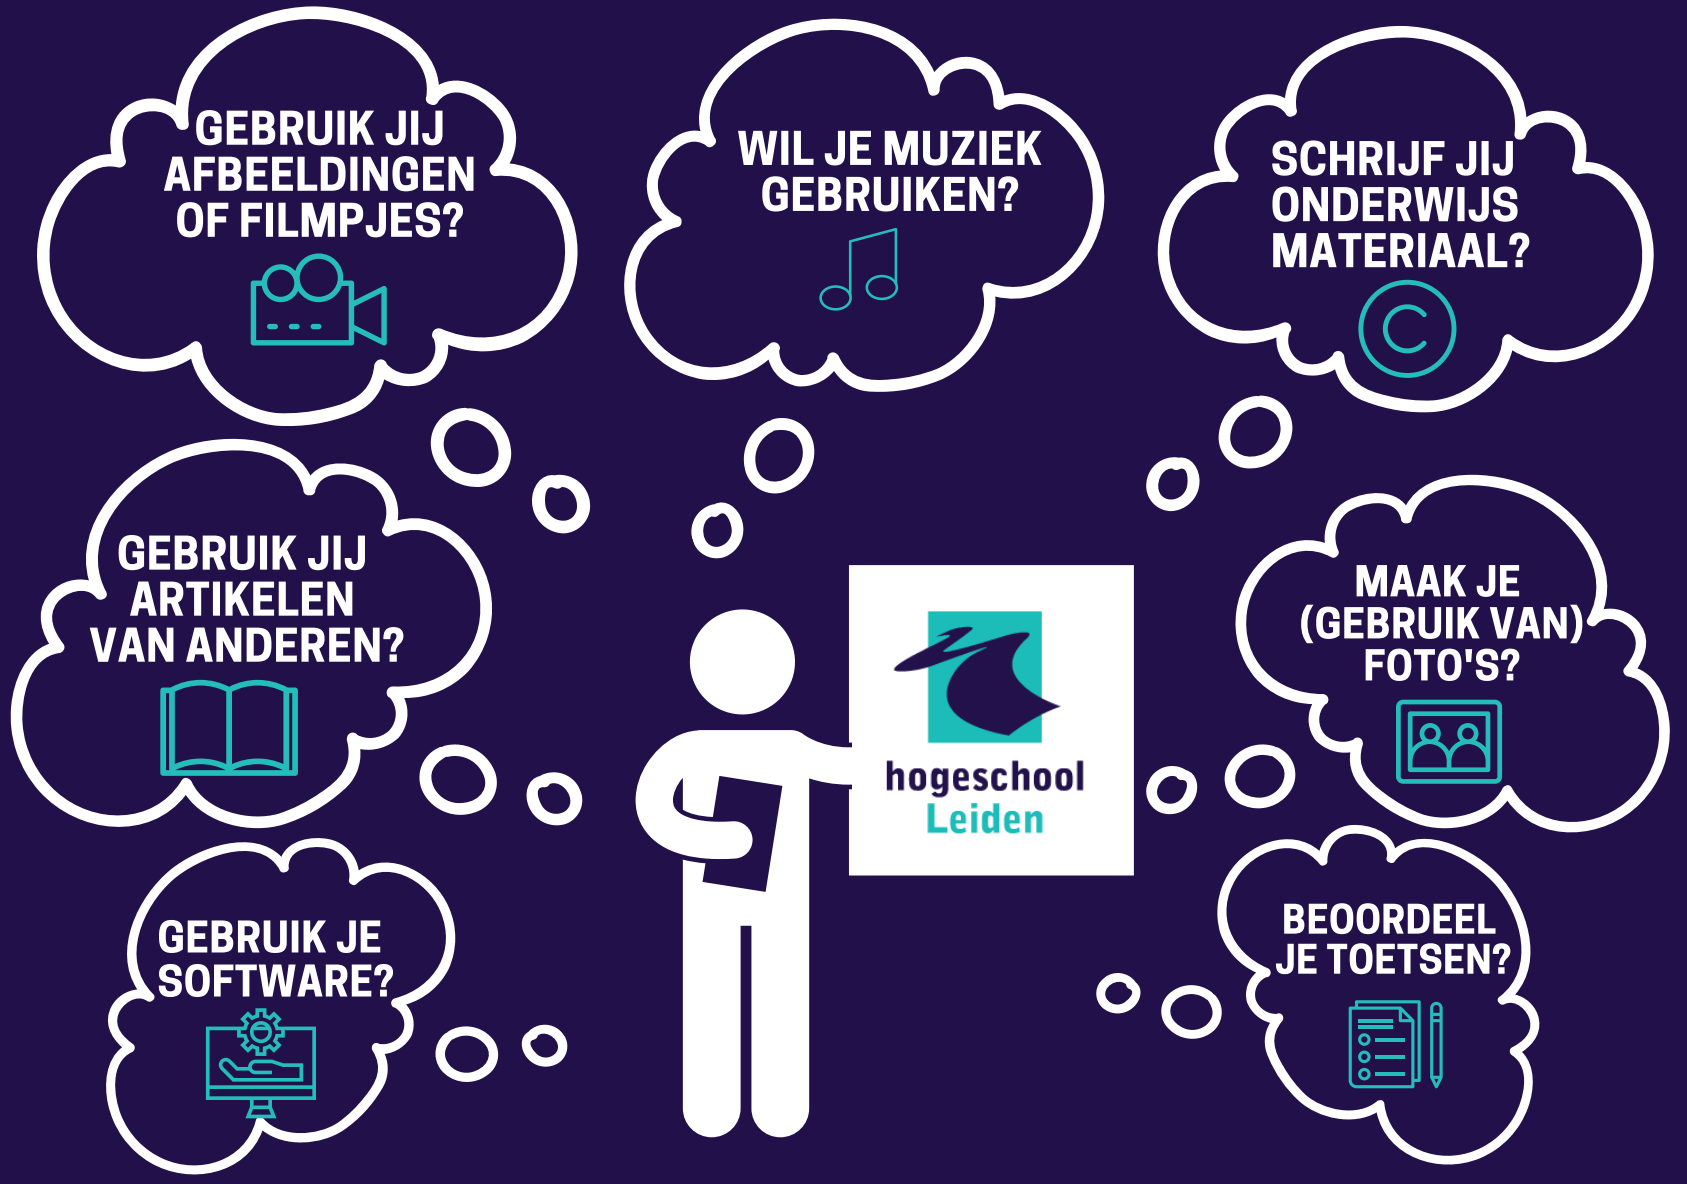 GEBRUIK JIJ
AFBEELDINGEN
OF FILMPJES?
WIL JE MUZIEK
GEBRUIKEN?
SCHRIJF JIJ
ONDERWIJS
MATERIAAL?
C
GEBRUIK JIJ
ARTIKELEN
VAN ANDEREN?
MAAK JE
(GEBRUIK VAN)
FOTO'S?
hogeschool
Leiden
GEBRUIK JE
SOFTWARE?
BEOORDEEL
JE TOETSEN?